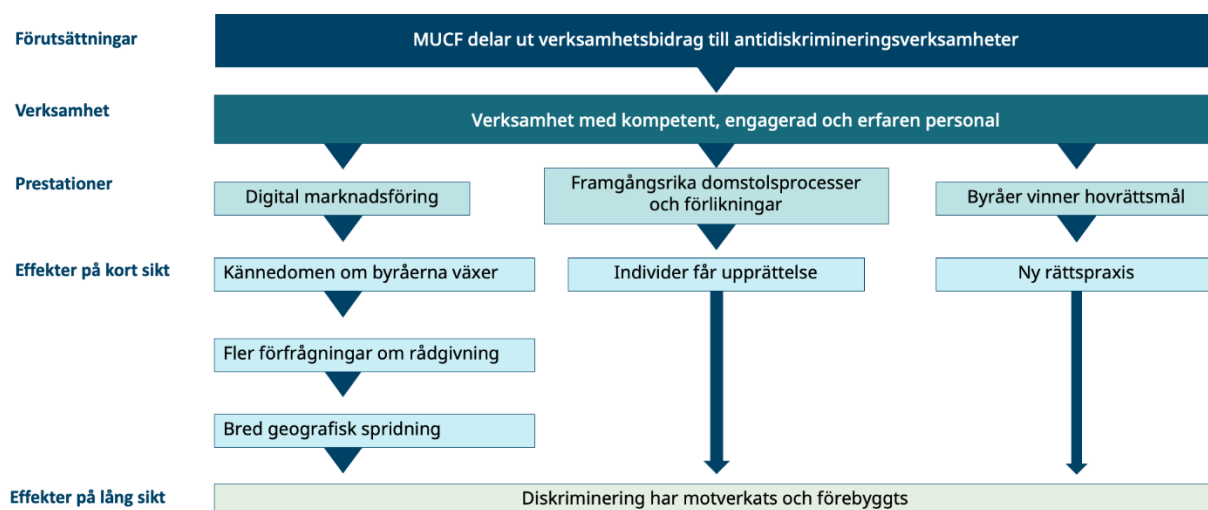 Förutsättningar
MUCF delar ut verksamhetsbidrag till antidiskrimineringsverksamheter
Verksamhet
Verksamhet med kompetent, engagerad och erfaren personal
Prestationer
Digital marknadsföring
Framgångsrika domstolsprocesser
och förlikningar
Byråer vinner hovrättsmål
Effekter på kort sikt
Kännedomen om byråerna växer
Individer får upprättelse
Ny rättspraxis
Fler förfrågningar om rådgivning
Bred geografisk spridning
Effekter på lång sikt
Diskriminering har motverkats och förebyggts